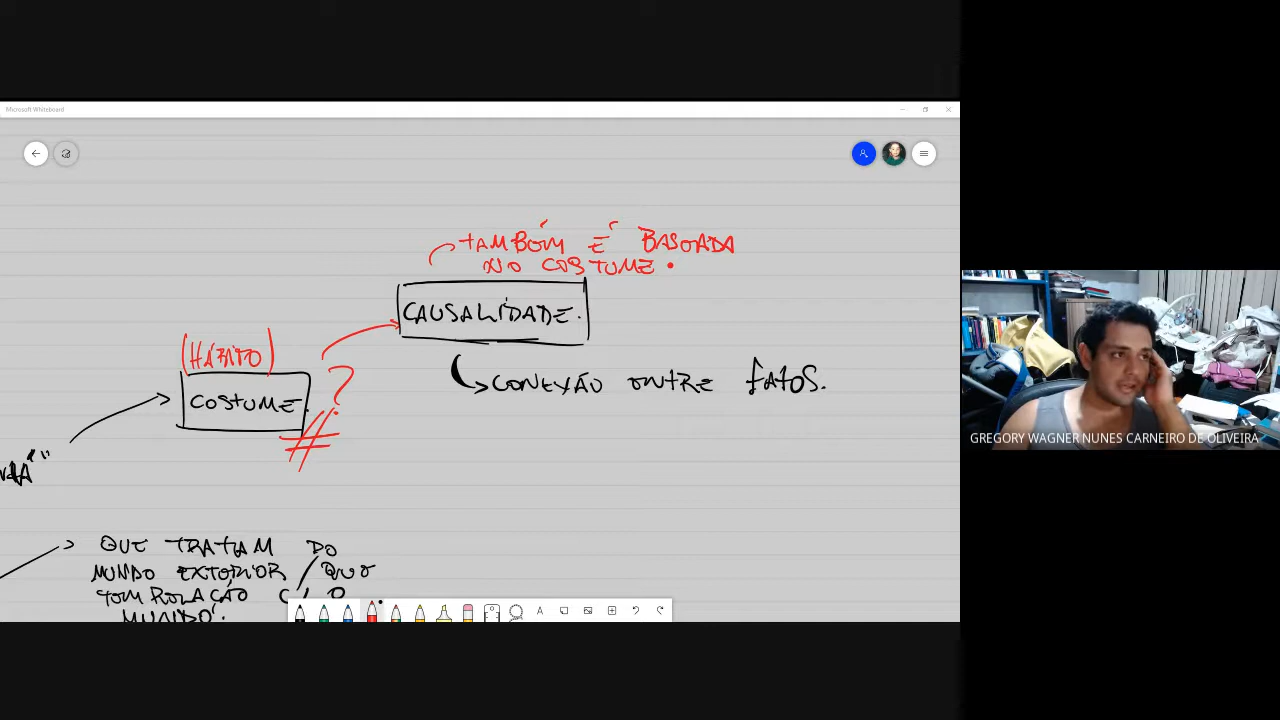 Microsoft Whiteboard
TAMBÉM É BASEADA
NO COSTUME.
CAUSALIDADE.
(HÁBITO)
COSTUME.
?
CONEXÃO ENTRE FATOS.
GREGORY WAGNER NUNES CARNEIRO DE OLIVEIRA
QUE TRATAM DO
MUNDO EXTERIOR / QUE
TEM RELAÇÃO C/ O
MUNDO.
A